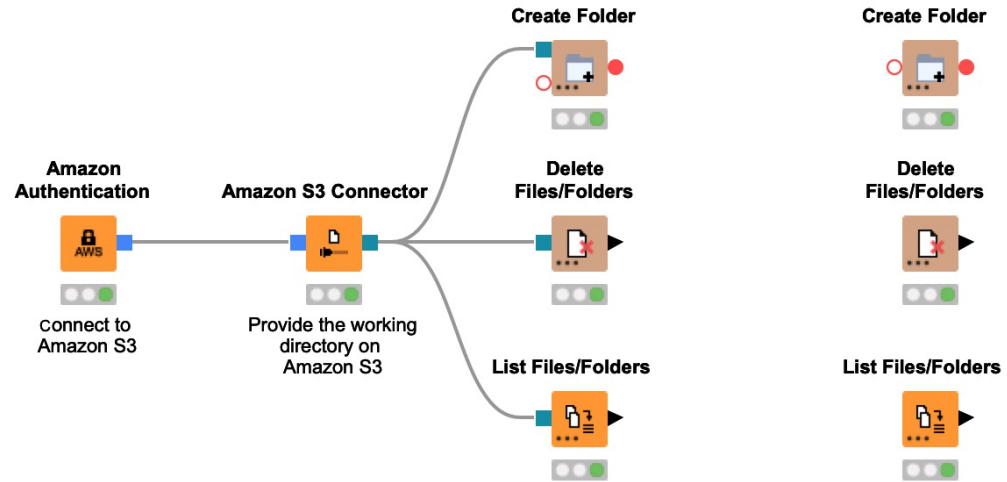 Create Folder
Create Folder
Amazon
Authentication
Amazon S3 Connector
Delete
Files/Folders
Delete
Files/Folders
AWS
Connect to
Amazon S3
Provide the working
directory on
Amazon S3
List Files/Folders
List Files/Folders